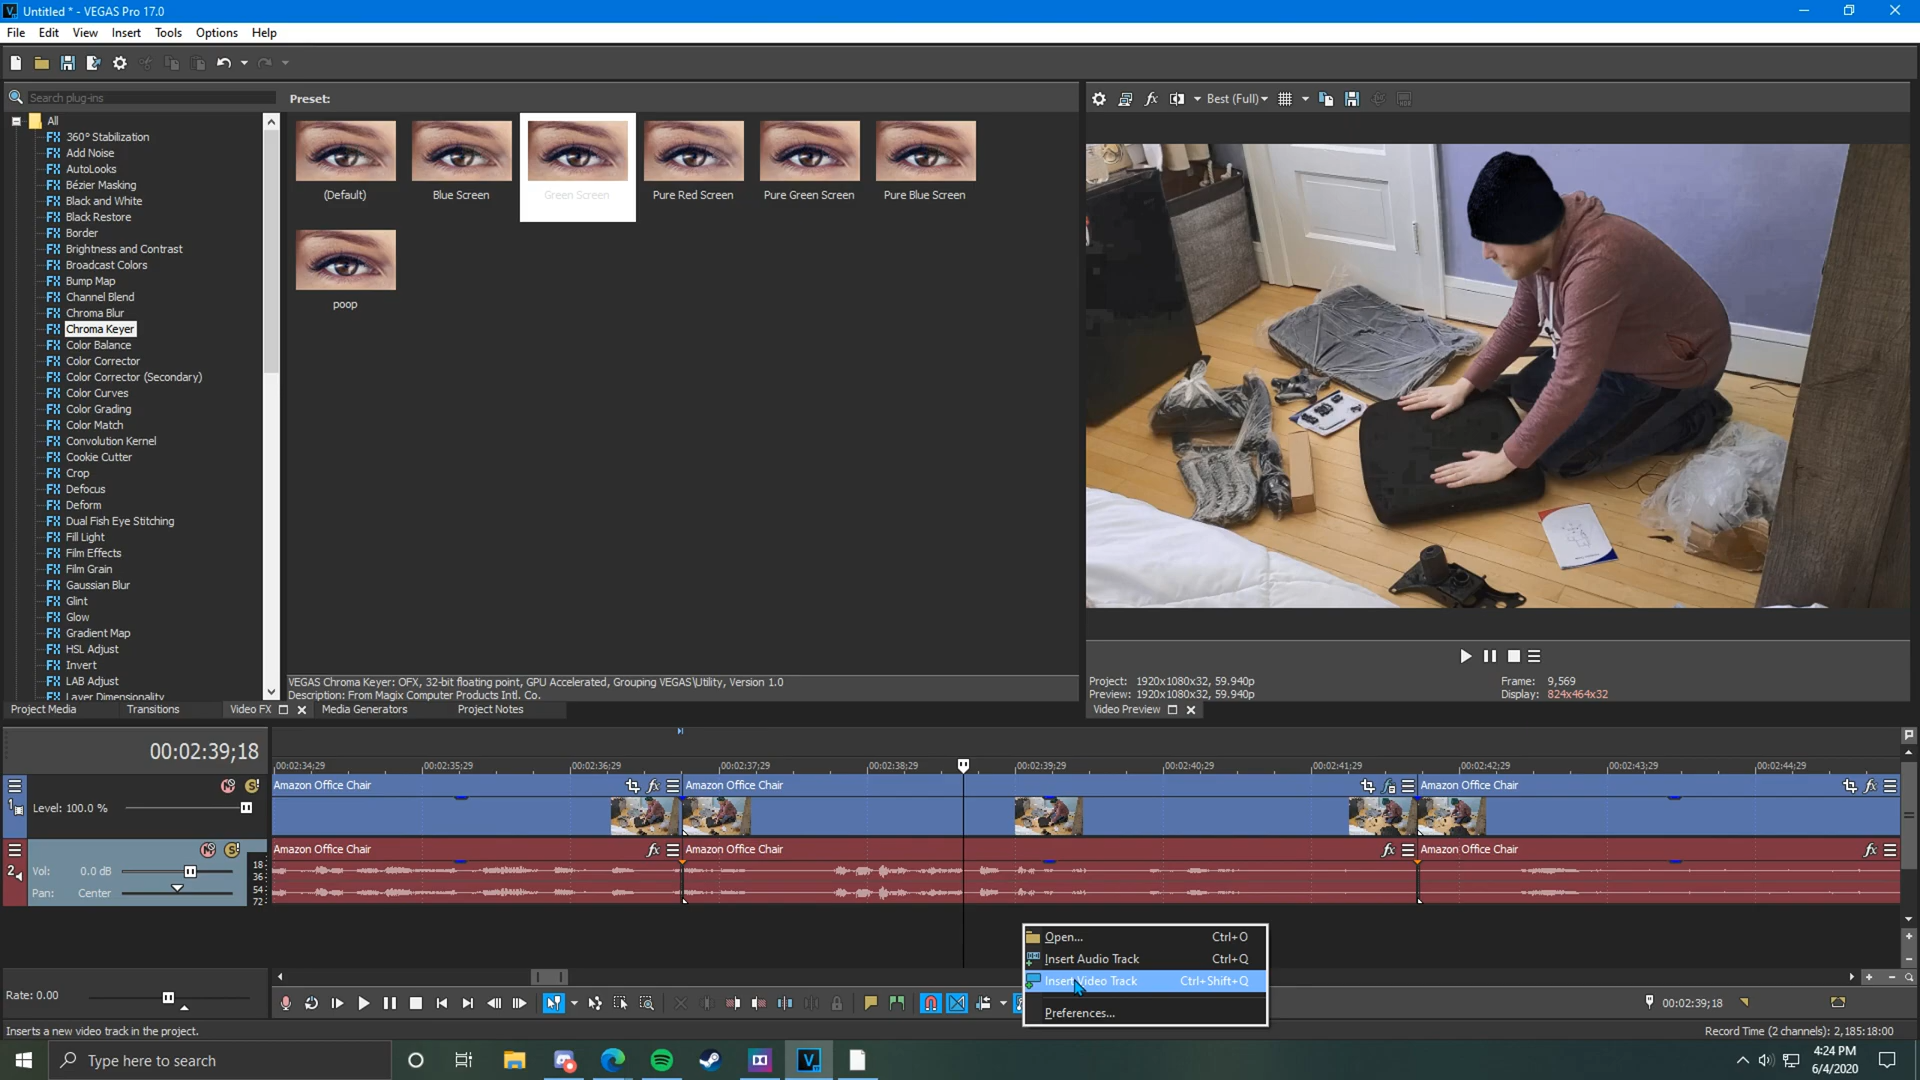 Untitled * - VEGAS Pro 17.0
File Edit View Insert Tools Options Help
Search plug-ins
Preset:
Best (Full)
All
360° Stabilization
Add Noise
AutoLooks
Bézier Masking
Black and White
Black Restore
Border
Brightness and Contrast
Broadcast Colors
Bump Map
Channel Blend
Chroma Blur
Chroma Keyer
Color Balance
Color Corrector
Color Corrector (Secondary)
Color Curves
Color Grading
Color Match
Convolution Kernel
Cookie Cutter
Crop
Defocus
Deform
Dual Fish Eye Stitching
Fill Light
Film Effects
Film Grain
Gaussian Blur
Glint
Glow
Gradient Map
HSL Adjust
Invert
LAB Adjust
Layer Dimensionality
(Default) Blue Screen Green Screen Pure Red Screen Pure Green Screen Pure Blue Screen
poop
VEGAS Chroma Keyer: OFX, 32-bit floating point, GPU Accelerated, Grouping VEGAS\Utility, Version 1.0
Description: From Magix Computer Products Intl. Co.
Project: 1920x1080x32, 59.940p Frame: 9,569
Preview: 1920x1080x32, 59.940p Display: 824x464x32
Project Media Transitions Video FX Media Generators Project Notes
Video Preview
00:02:39;18
00:02:34;29 00:02:35;29 00:02:36;29 00:02:37;29 00:02:38;29 00:02:39;29 00:02:40;29 00:02:41;29 00:02:42;29 00:02:43;29 00:02:44;29
1 Level: 100.0 %
Amazon Office Chair Amazon Office Chair Amazon Office Chair
2 Vol: 0.0 dB
Pan: Center
18
36
54
72
Amazon Office Chair Amazon Office Chair Amazon Office Chair
Open... Ctrl+O
Insert Audio Track Ctrl+Q
Insert Video Track Ctrl+Shift+Q
Preferences...
Rate: 0.00
00:02:39;18
Inserts a new video track in the project.
Record Time (2 channels): 2,185:18:00
Type here to search
4:24 PM
6/4/2020